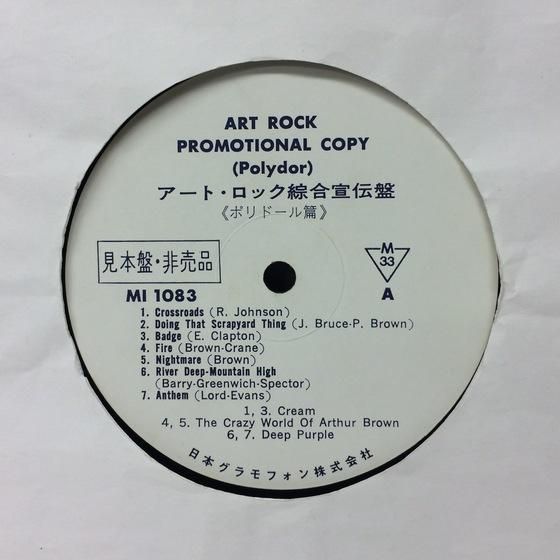 ART ROCK
PROMOTIONAL COPY
(Polydor)
アート・ロック綜合宣伝盤
《ポリドール篇》
見本盤・非売品
M
33
MI 1083
A
1. Crossroads (R. Johnson)
2. Doing That Scrapyard Thing (J. Bruce-P. Brown)
3. Badge (E. Clapton)
4. Fire (Brown-Crane)
5. Nightmare (Brown)
6. River Deep-Mountain High
(Barry-Greenwich-Spector)
7. Anthem (Lord-Evans)
1, 3. Cream
4, 5. The Crazy World Of Arthur Brown
6, 7. Deep Purple
日本グラモフォン株式会社